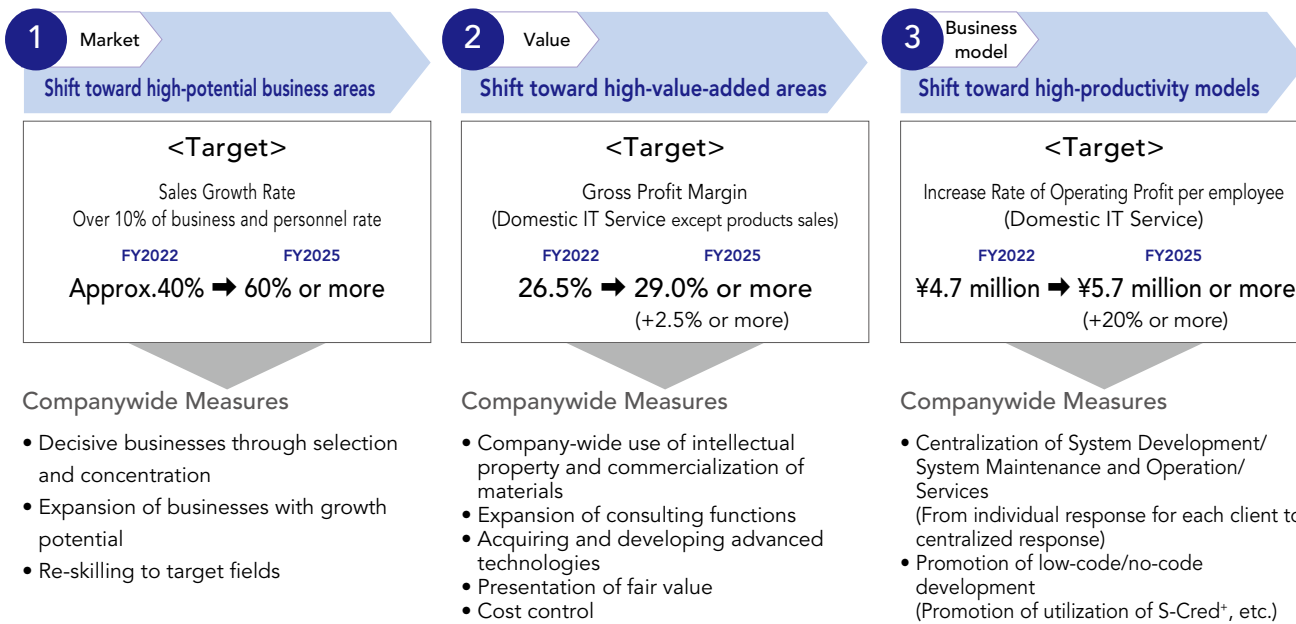 1
Market
Shift toward high-potential business areas
<Target>
Sales Growth Rate
Over 10% of business and personnel rate
FY2022 FY2025
Approx.40% ➡ 60% or more
Companywide Measures
• Decisive businesses through selection
and concentration
• Expansion of businesses with growth
potential
• Re-skilling to target fields
2
Value
Shift toward high-value-added areas
<Target>
Gross Profit Margin
(Domestic IT Service except products sales)
FY2022 FY2025
26.5% ➡ 29.0% or more
(+2.5% or more)
Companywide Measures
• Company-wide use of intellectual
property and commercialization of
materials
• Expansion of consulting functions
• Acquiring and developing advanced
technologies
• Presentation of fair value
• Cost control
3
Business
model
Shift toward high-productivity models
<Target>
Increase Rate of Operating Profit per employee
(Domestic IT Service)
FY2022 FY2025
¥4.7 million ➡ ¥5.7 million or more
(+20% or more)
Companywide Measures
• Centralization of System Development/
System Maintenance and Operation/
Services
(From individual response for each client to
centralized response)
• Promotion of low-code/no-code
development
(Promotion of utilization of S-Cred⁺, etc.)